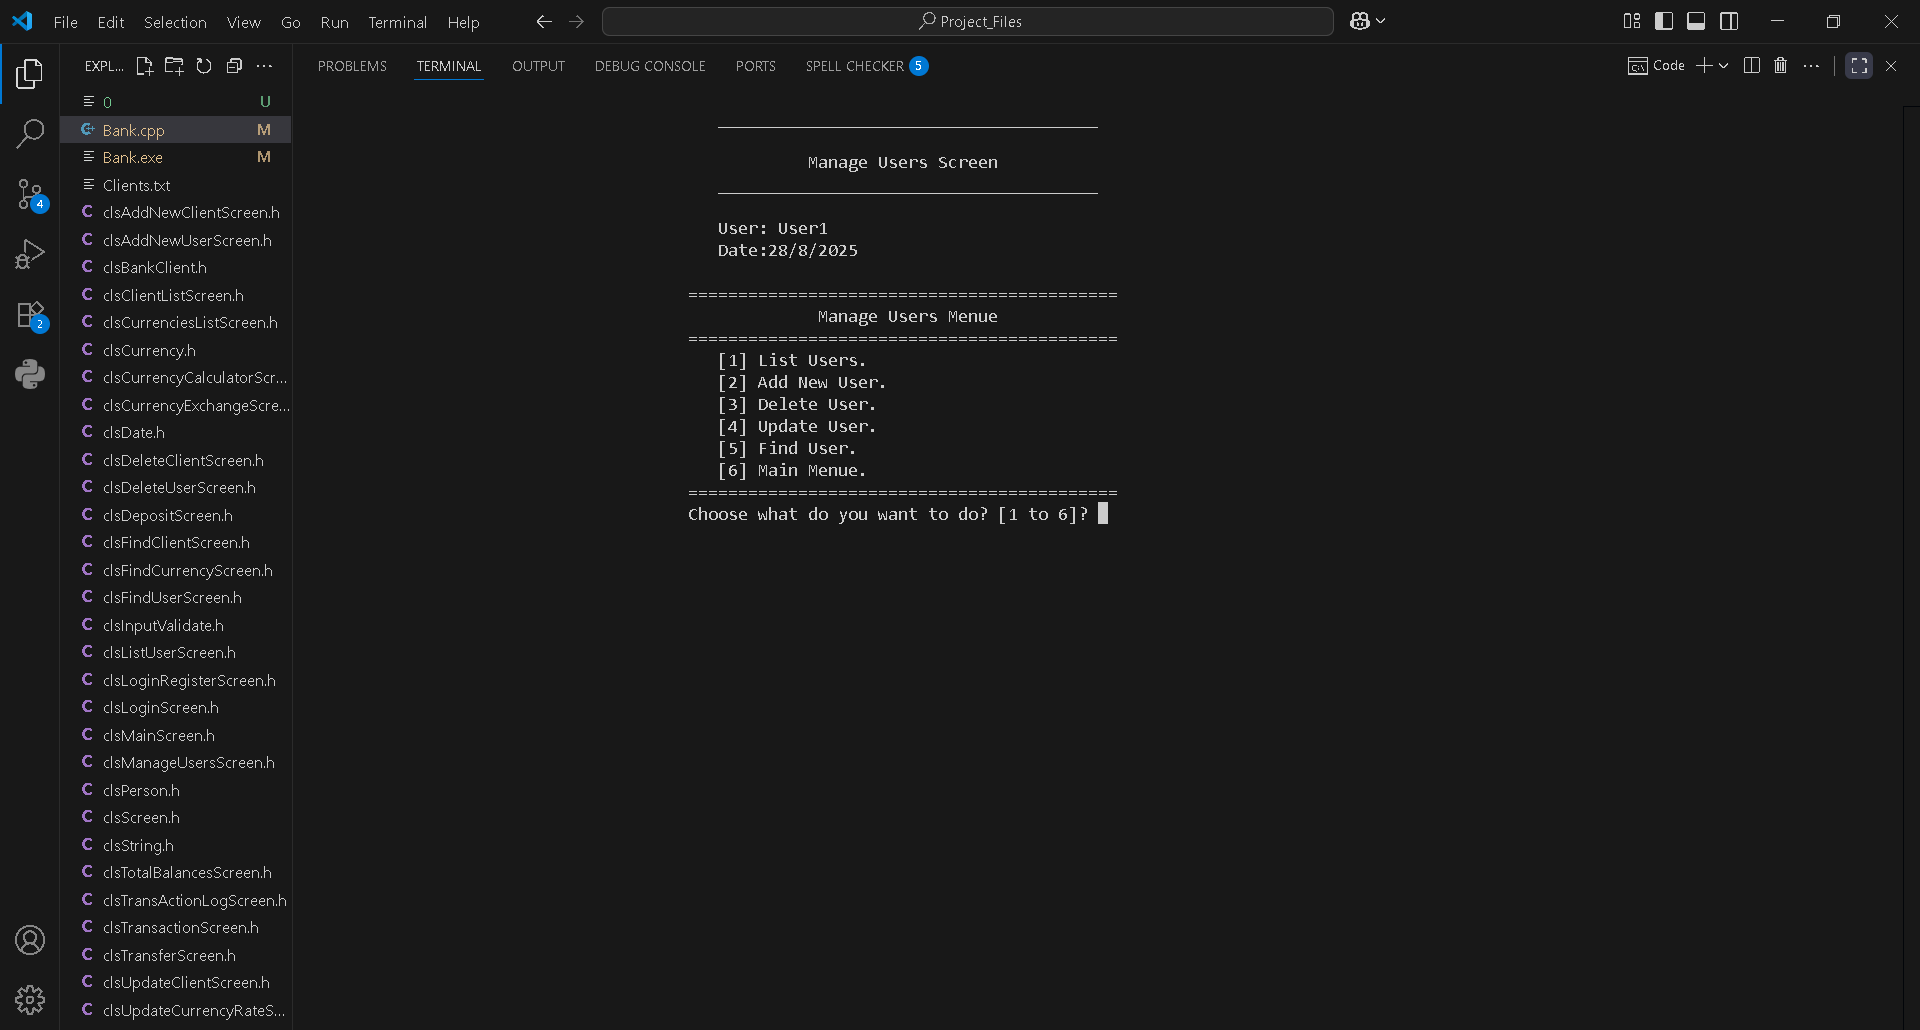 File Edit Selection View Go Run Terminal Help Project_Files
EXPL... PROBLEMS TERMINAL OUTPUT DEBUG CONSOLE PORTS SPELL CHECKER 5 Code
0 U
Bank.cpp M
Bank.exe M
Clients.txt
clsAddNewClientScreen.h
clsAddNewUserScreen.h
clsBankClient.h
clsClientListScreen.h
clsCurrenciesListScreen.h
clsCurrency.h
clsCurrencyCalculatorScr...
clsCurrencyExchangeScre...
clsDate.h
clsDeleteClientScreen.h
clsDeleteUserScreen.h
clsDepositScreen.h
clsFindClientScreen.h
clsFindCurrencyScreen.h
clsFindUserScreen.h
clsInputValidate.h
clsListUserScreen.h
clsLoginRegisterScreen.h
clsLoginScreen.h
clsMainScreen.h
clsManageUsersScreen.h
clsPerson.h
clsScreen.h
clsString.h
clsTotalBalancesScreen.h
clsTransActionLogScreen.h
clsTransactionScreen.h
clsTransferScreen.h
clsUpdateClientScreen.h
clsUpdateCurrencyRateS...
4
2
Manage Users Screen
User: User1
Date:28/8/2025
===========================================
Manage Users Menue
===========================================
[1] List Users.
[2] Add New User.
[3] Delete User.
[4] Update User.
[5] Find User.
[6] Main Menue.
===========================================
Choose what do you want to do? [1 to 6]?